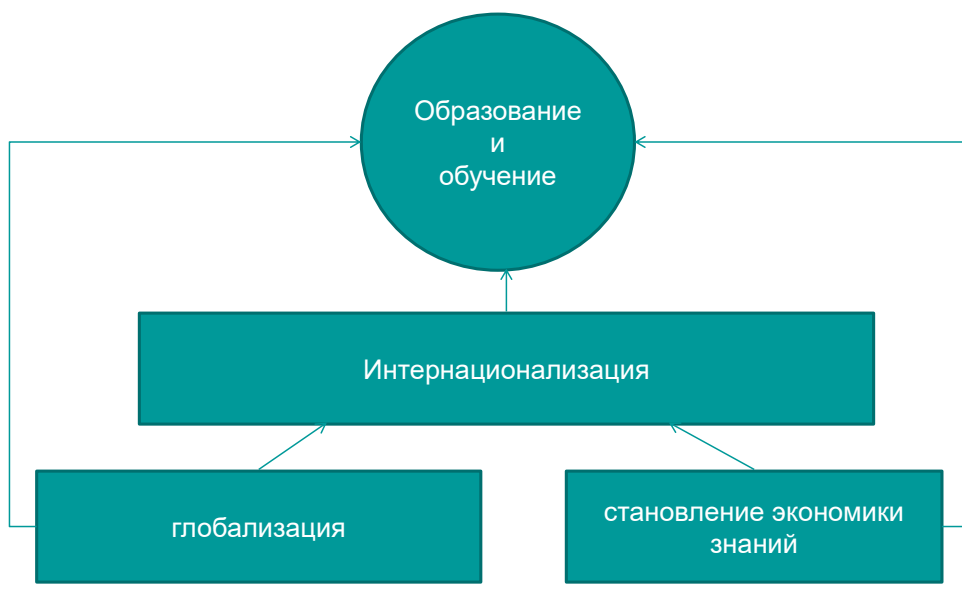 Образование
и
обучение
Интернационализация
глобализация
становление экономики
знаний